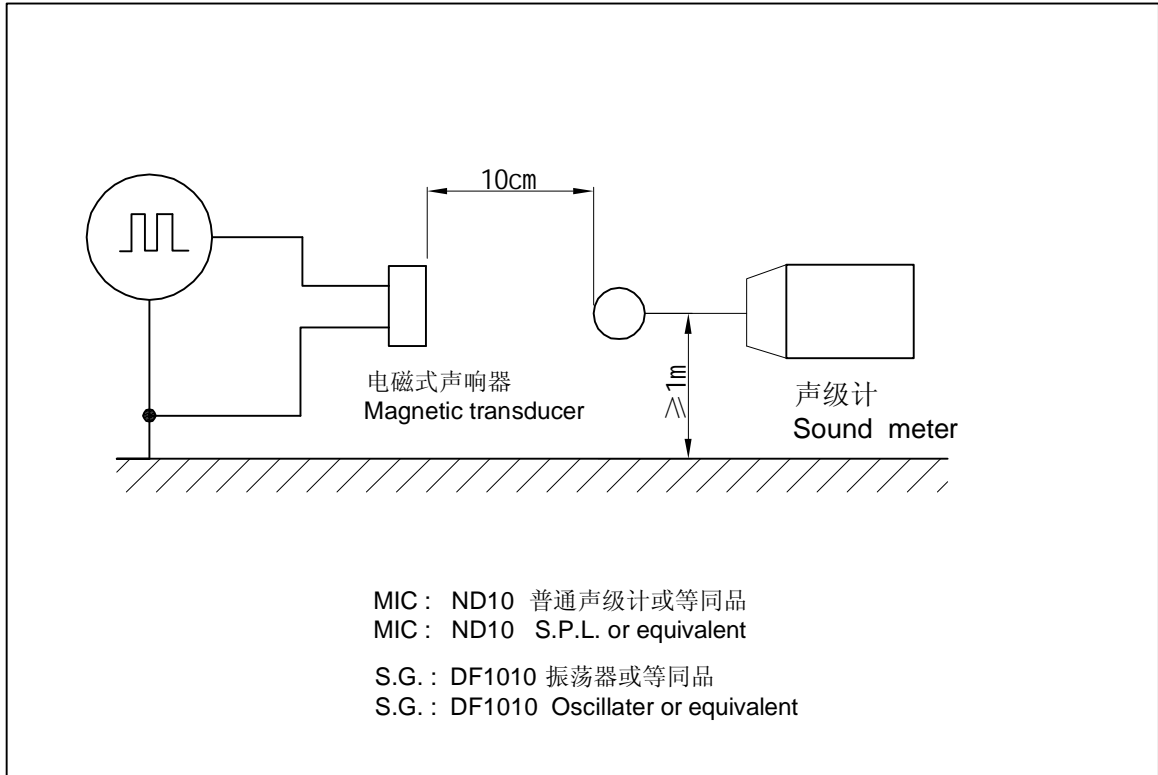 10cm
≥1m
电磁式声响器
Magnetic transducer
声级计
Sound meter
MIC : ND10 普通声级计或等同品
MIC : ND10 S.P.L. or equivalent
S.G. : DF1010 振荡器或等同品
S.G. : DF1010 Oscillater or equivalent